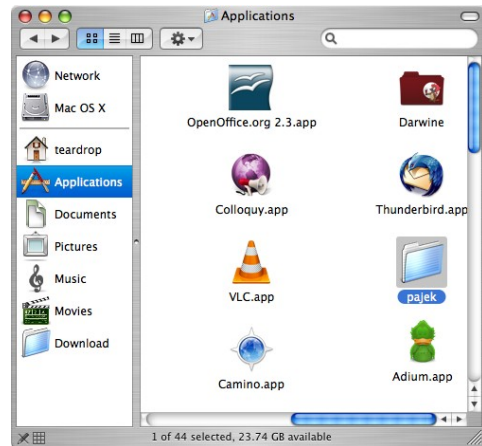 Applications
Network
Mac OS X
teardrop
Applications
Documents
Pictures
Music
Movies
Download
OpenOffice.org 2.3.app
Darwine
Colloquy.app
Thunderbird.app
VLC.app
pajek
Camino.app
Adium.app
1 of 44 selected, 23.74 GB available